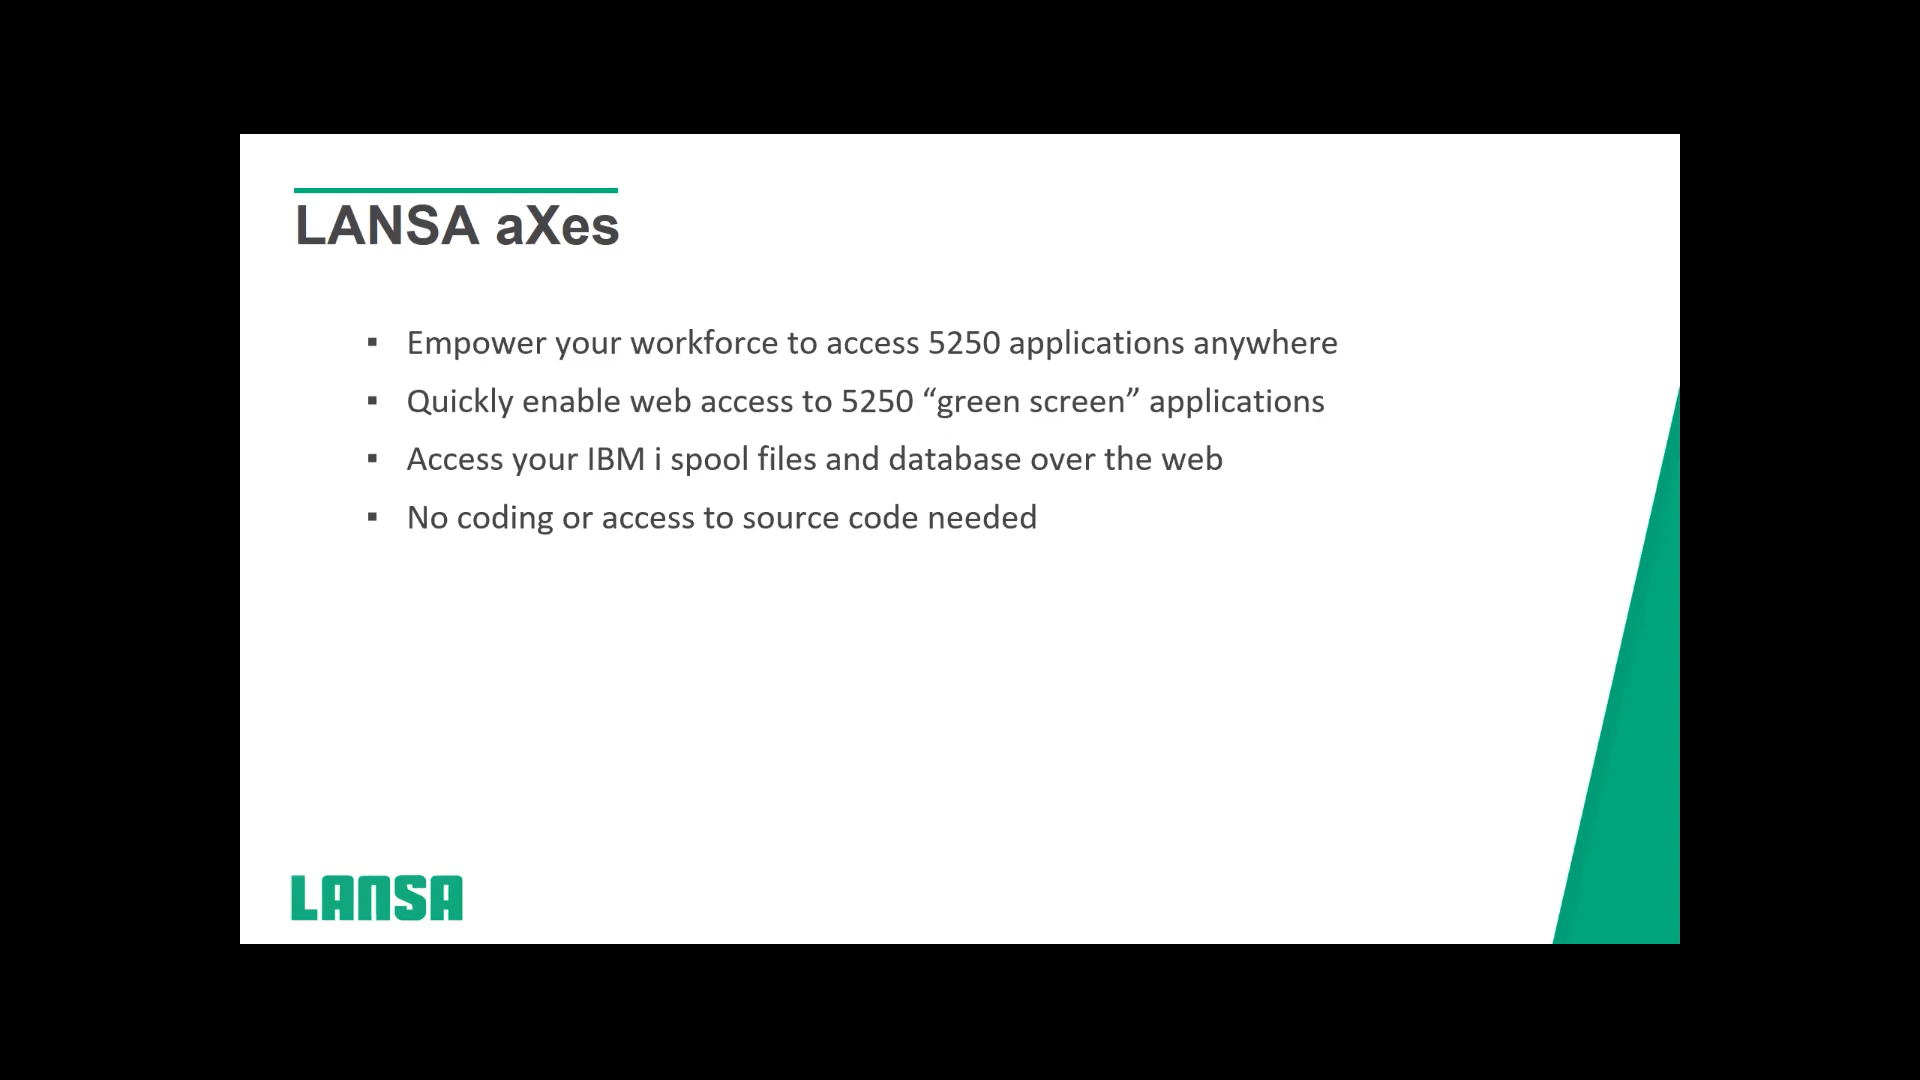 LANSA aXes
▪ Empower your workforce to access 5250 applications anywhere
▪ Quickly enable web access to 5250 “green screen” applications
▪ Access your IBM i spool files and database over the web
▪ No coding or access to source code needed
LANSA